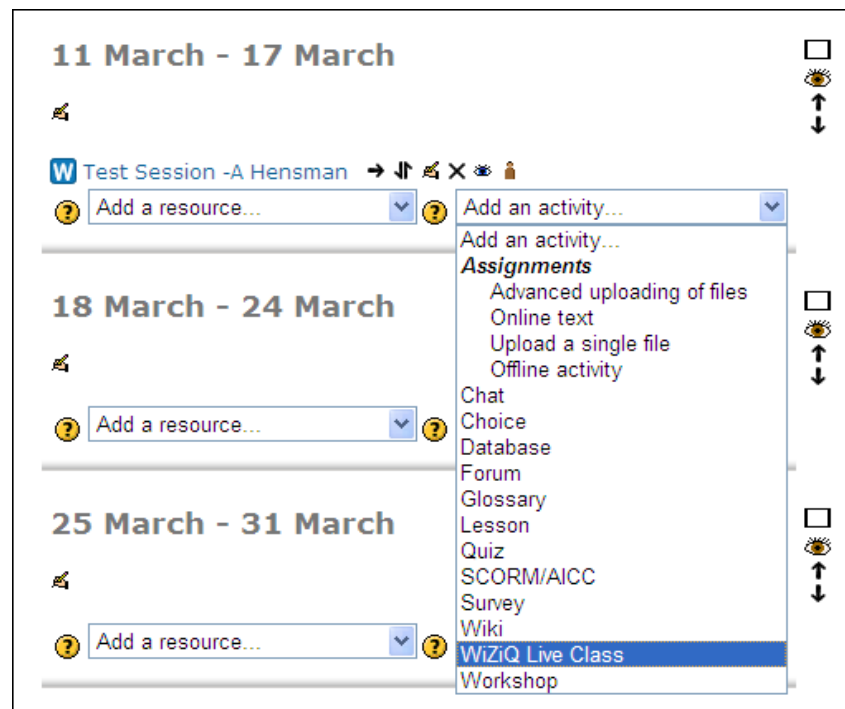 11 March - 17 March
W Test Session -A Hensman
? Add a resource... ? Add an activity...
Add an activity...
Assignments
Advanced uploading of files
Online text
Upload a single file
Offline activity
Chat
Choice
Database
Forum
Glossary
Lesson
Quiz
SCORM/AICC
Survey
Wiki
WiZiQ Live Class
Workshop
18 March - 24 March
? Add a resource... ?
25 March - 31 March
? Add a resource... ?